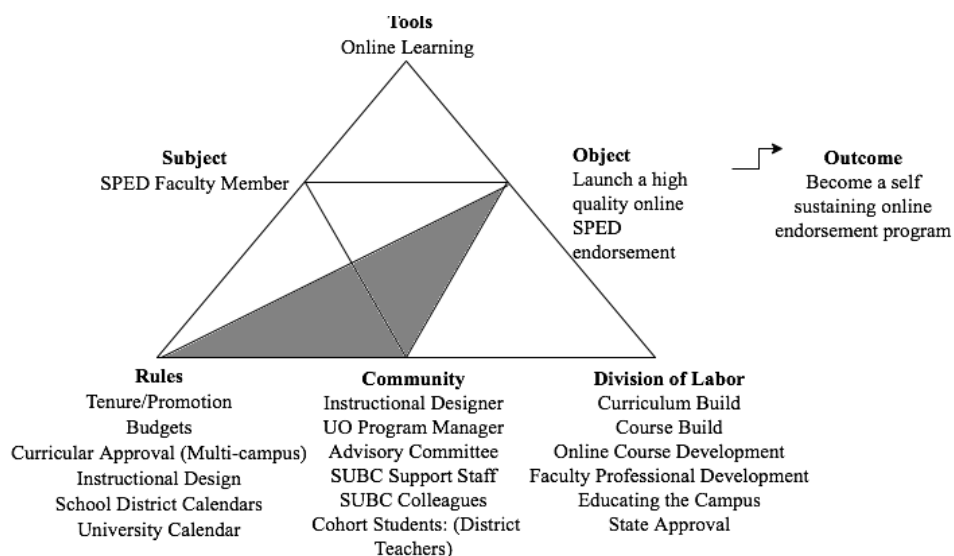 Tools
Online Learning
Subject
SPED Faculty Member
Object
Launch a high
quality online
SPED
endorsement
Outcome
Become a self
sustaining online
endorsement program
Rules
Tenure/Promotion
Budgets
Curricular Approval (Multi-campus)
Instructional Design
School District Calendars
University Calendar
Community
Instructional Designer
UO Program Manager
Advisory Committee
SUBC Support Staff
SUBC Colleagues
Cohort Students: (District
Teachers)
Division of Labor
Curriculum Build
Course Build
Online Course Development
Faculty Professional Development
Educating the Campus
State Approval